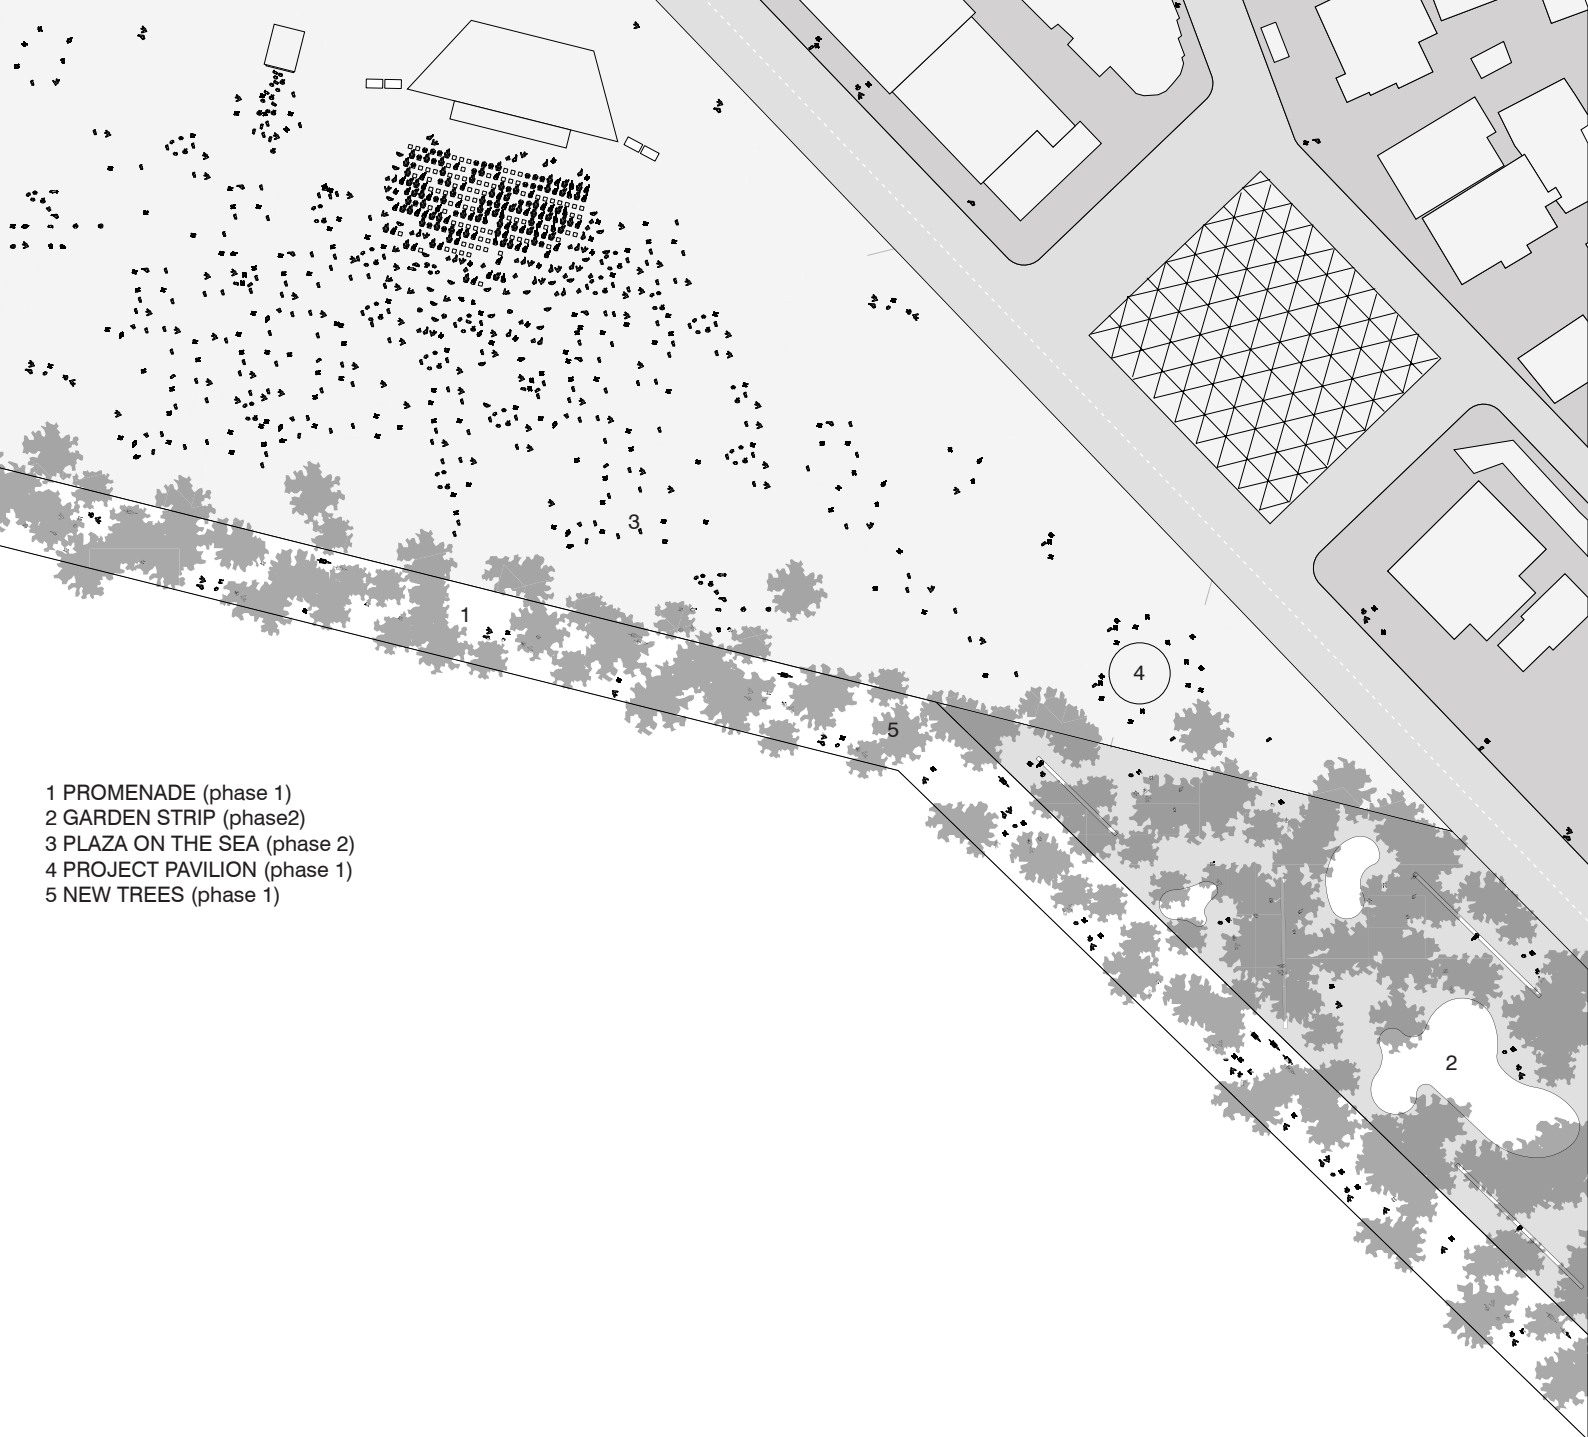 3
1
4
5
1 PROMENADE (phase 1)
2 GARDEN STRIP (phase2)
3 PLAZA ON THE SEA (phase 2)
4 PROJECT PAVILION (phase 1)
5 NEW TREES (phase 1)
2